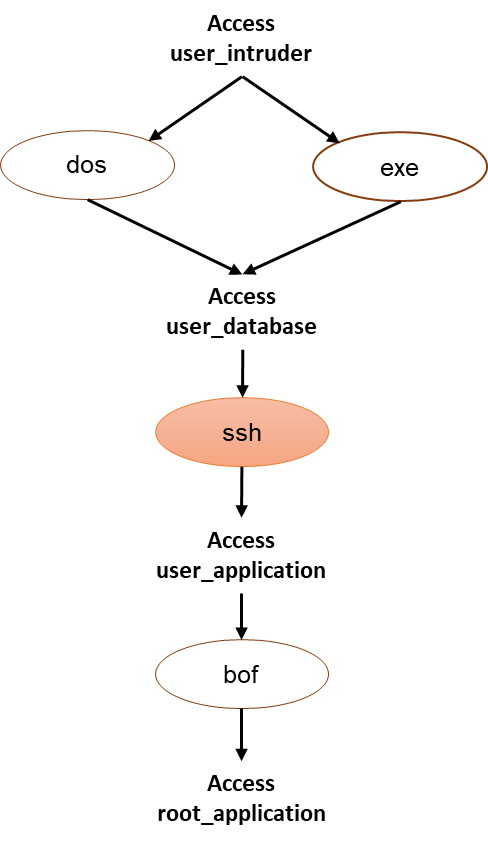 Access
user_intruder
dos
exe
Access
user_database
ssh
Access
user_application
bof
Access
root_application